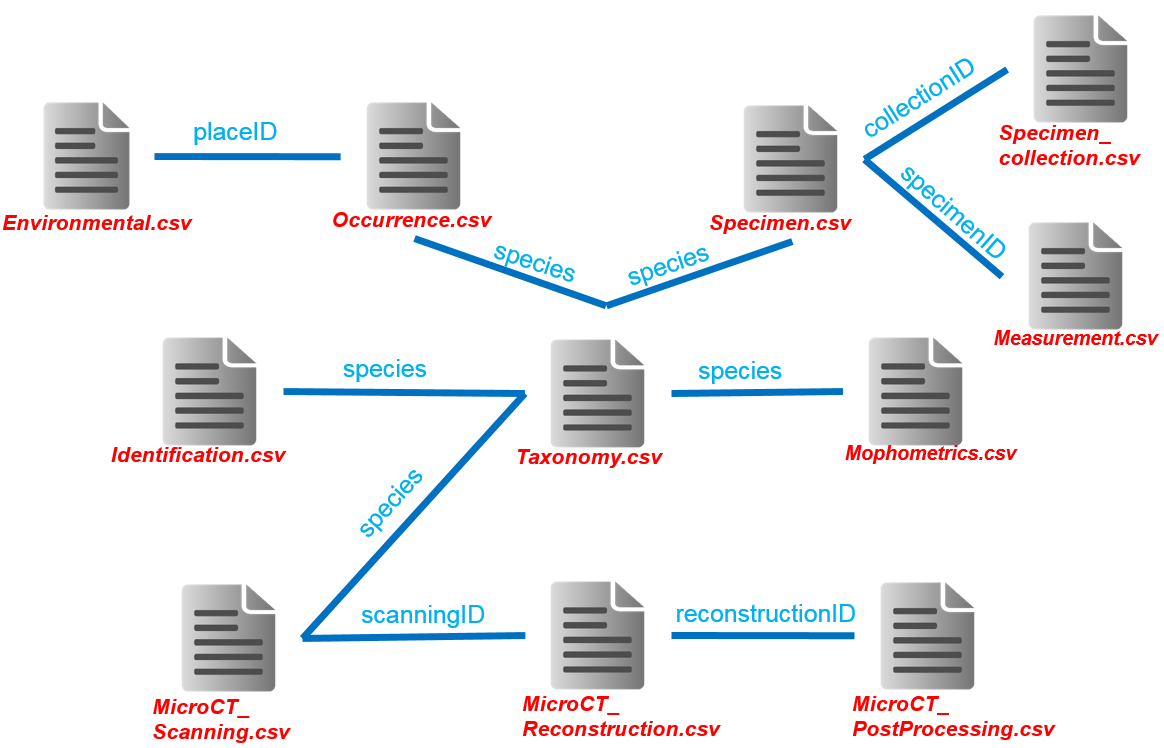 collectionID
Specimen_
collection.csv
placeID
Environmental.csv
Occurrence.csv
Specimen.csv
specimenID
species
species
Measurement.csv
species
species
Identification.csv
Taxonomy.csv
Mophometrics.csv
species
scanningID
reconstructionID
MicroCT_
Scanning.csv
MicroCT_
Reconstruction.csv
MicroCT_
PostProcessing.csv